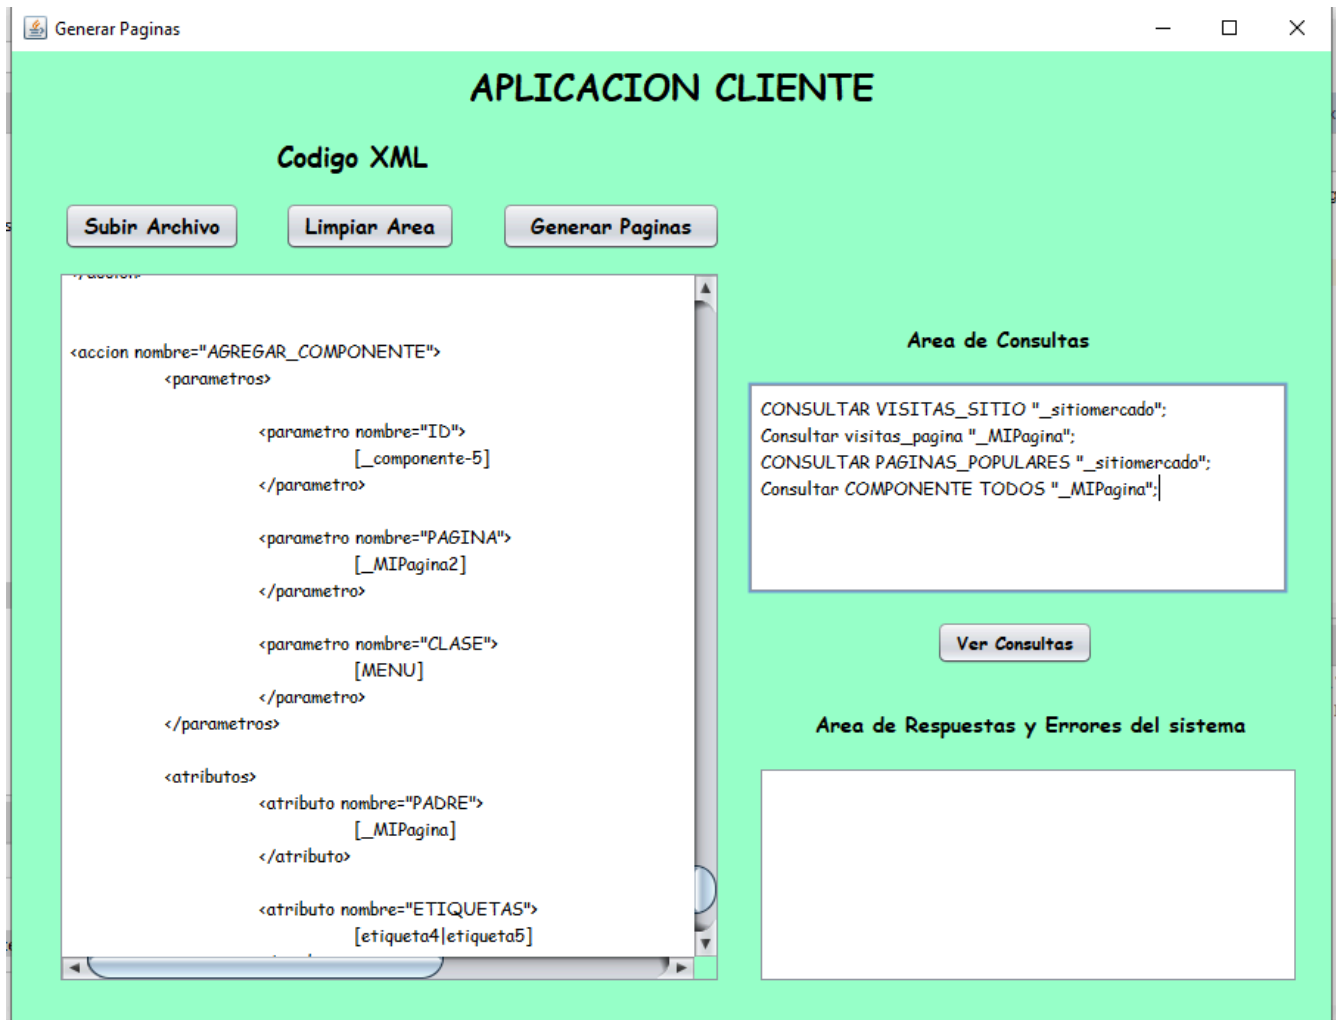 Generar Paginas
APLICACION CLIENTE
Codigo XML
Subir Archivo
Limpiar Area
Generar Paginas
</accion>
<accion nombre="AGREGAR_COMPONENTE">
<parametros>
<parametro nombre="ID">
[_componente-5]
</parametro>
<parametro nombre="PAGINA">
[_MIPagina2]
</parametro>
<parametro nombre="CLASE">
[MENU]
</parametro>
</parametros>
<atributos>
<atributo nombre="PADRE">
[_MIPagina]
</atributo>
<atributo nombre="ETIQUETAS">
[etiqueta4|etiqueta5]
Area de Consultas
CONSULTAR VISITAS_SITIO "_sitiomercado";
Consultar visitas_pagina "_MIPagina";
CONSULTAR PAGINAS_POPULARES "_sitiomercado";
Consultar COMPONENTE TODOS "_MIPagina";
Ver Consultas
Area de Respuestas y Errores del sistema